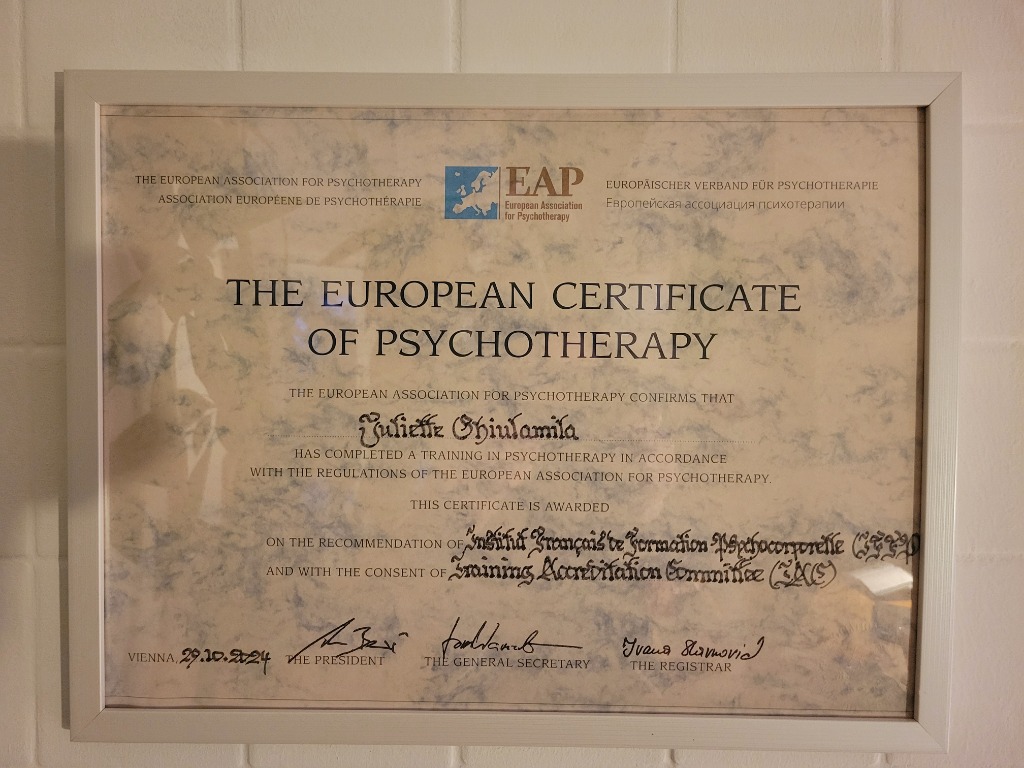 THE EUROPEAN ASSOCIATION FOR PSYCHOTHERAPY
ASSOCIATION EUROPÉENE DE PSYCHOTHÉRAPIE
EAP
European Association
for Psychotherapy
EUROPÄISCHER VERBAND FÜR PSYCHOTHERAPIE
Европейская ассоциация психотерапии
THE EUROPEAN CERTIFICATE
OF PSYCHOTHERAPY
THE EUROPEAN ASSOCIATION FOR PSYCHOTHERAPY CONFIRMS THAT
Juliette Ghiulamila
HAS COMPLETED A TRAINING IN PSYCHOTHERAPY IN ACCORDANCE
WITH THE REGULATIONS OF THE EUROPEAN ASSOCIATION FOR PSYCHOTHERAPY.
THIS CERTIFICATE IS AWARDED
ON THE RECOMMENDATION OF Institut Français de Formation Psychocorporelle (IFFP
AND WITH THE CONSENT OF Training Accreditation Committee (TAC)
VIENNA, 29.10.2024 THE PRESIDENT THE GENERAL SECRETARY THE REGISTRAR